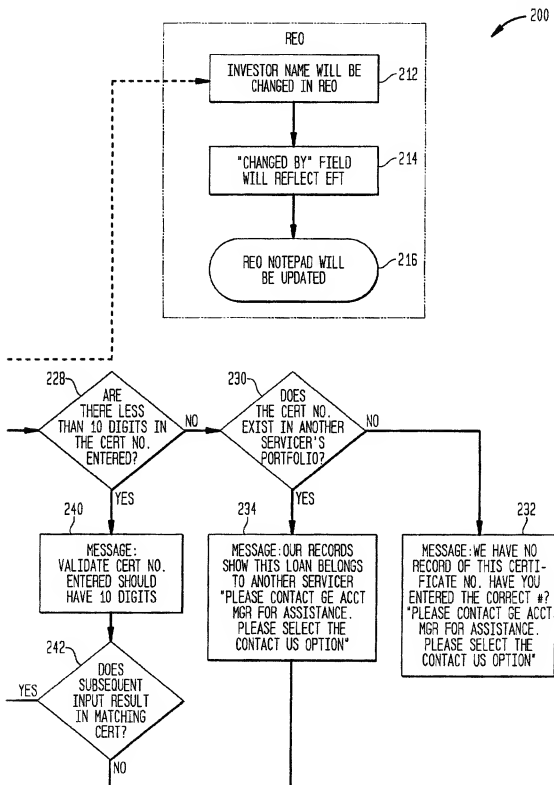 200
REO
INVESTOR NAME WILL BE
CHANGED IN REO
212
"CHANGED BY" FIELD
WILL REFLECT EFT
214
REO NOTEPAD WILL
BE UPDATED
216
228
ARE
THERE LESS
THAN 10 DIGITS IN
THE CERT NO.
ENTERED?
NO
YES
230
DOES
THE CERT NO.
EXIST IN ANOTHER
SERVICER'S
PORTFOLIO?
NO
YES
240
MESSAGE:
VALIDATE CERT NO.
ENTERED SHOULD
HAVE 10 DIGITS
234
MESSAGE:OUR RECORDS
SHOW THIS LOAN BELONGS
TO ANOTHER SERVICER
"PLEASE CONTACT GE ACCT
MGR FOR ASSISTANCE.
PLEASE SELECT THE
CONTACT US OPTION"
232
MESSAGE:WE HAVE NO
RECORD OF THIS CERTI-
FICATE NO. HAVE YOU
ENTERED THE CORRECT #?
"PLEASE CONTACT GE ACCT.
MGR FOR ASSISTANCE.
PLEASE SELECT THE
CONTACT US OPTION"
242
DOES
SUBSEQUENT
INPUT RESULT
IN MATCHING
CERT?
YES
NO